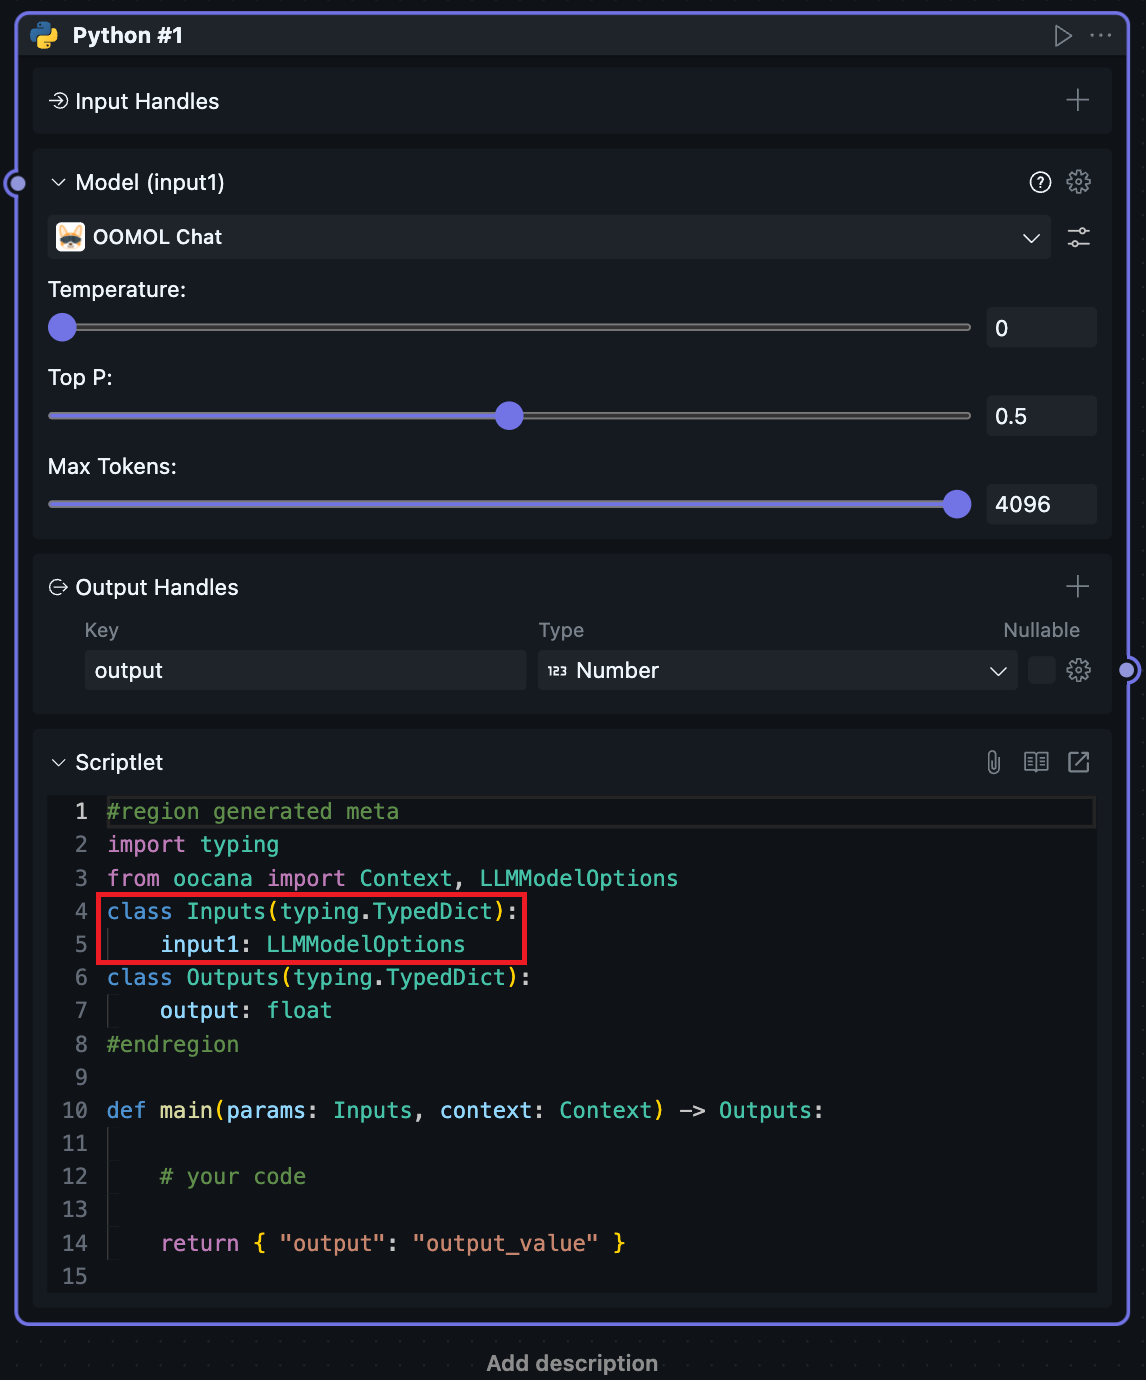 Python #1
Input Handles
Model (input1)
OOMOL Chat
Temperature:
0
Top P:
0.5
Max Tokens:
4096
Output Handles
Key Type Nullable
output 123 Number
Scriptlet
1 #region generated meta
2 import typing
3 from oocana import Context, LLMModelOptions
4 class Inputs(typing.TypedDict):
5     input1: LLMModelOptions
6 class Outputs(typing.TypedDict):
7     output: float
8 #endregion
9
10 def main(params: Inputs, context: Context) -> Outputs:
11
12     # your code
13
14     return { "output": "output_value" }
15
Add description